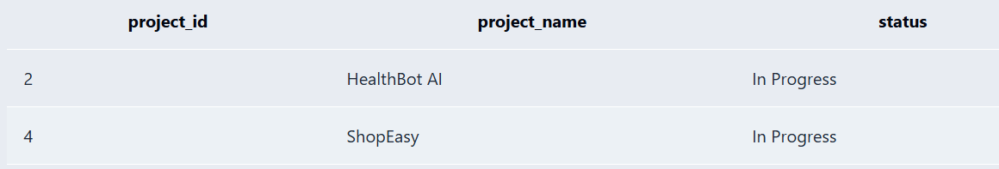 project_id project_name status
2 HealthBot AI In Progress
4 ShopEasy In Progress